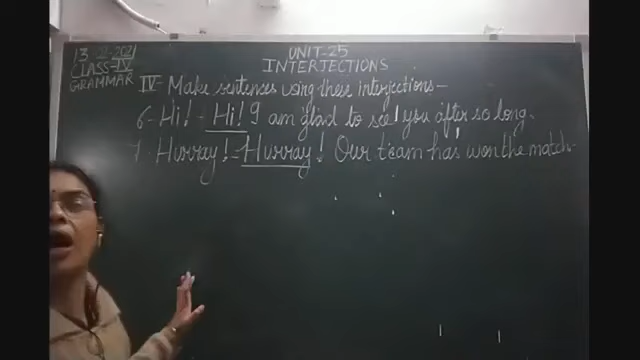 UNIT-25
13 2021
CLASS-IV INTERJECTIONS
GRAMMAR IV- Make sentences using these interjections-
6- Hi! - Hi! I am glad to see you after so long.
7. Hurray! - Hurray! Our team has won the match.